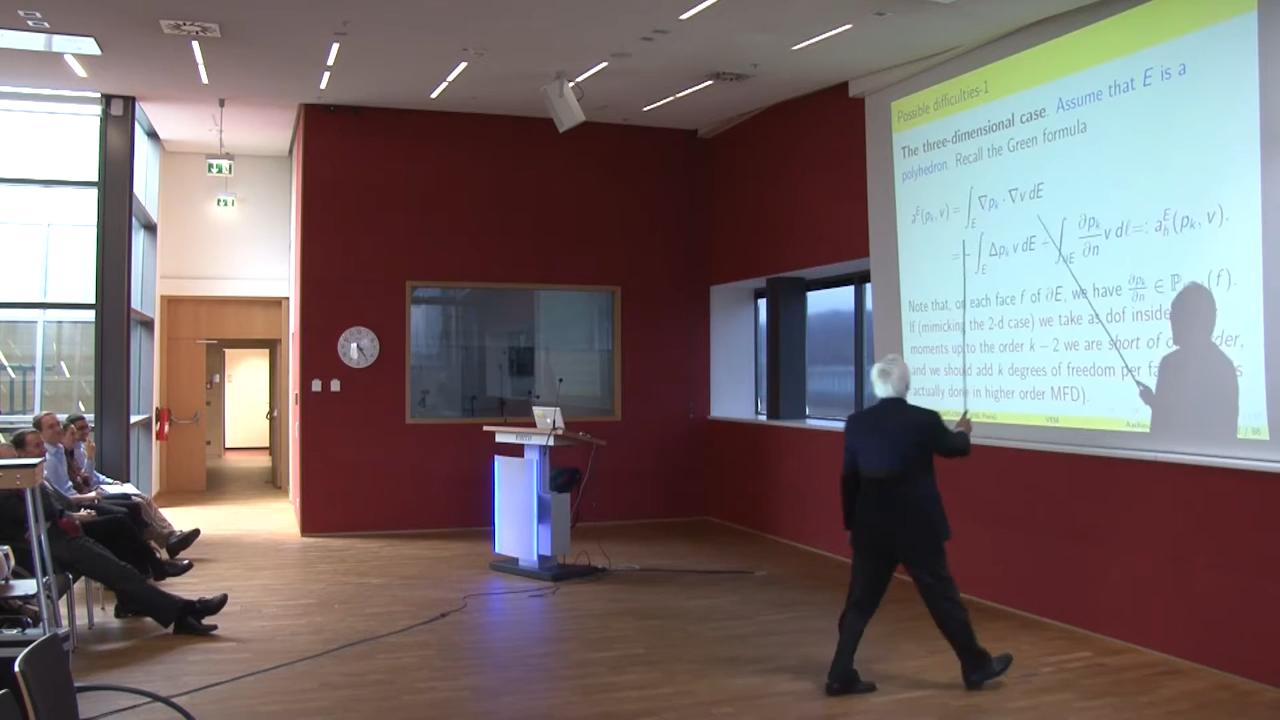 Possible difficulties-1
The three-dimensional case. Assume that E is a
polyhedron. Recall the Green formula
a^E(p_k, v) = ∫_E ∇p_k · ∇v dE
= - ∫_E Δp_k v dE + ∫ ∂p_k/∂n v dℓ =: a_h^E(p_k, v).
Note that, on each face f of ∂E, we have ∂p_k/∂n ∈ ℙ (f).
If (mimicking the 2-d case) we take as dof inside
moments up to the order k − 2 we are short of
and we should add k degrees of freedom per
actually done in higher order MFD).
VEM